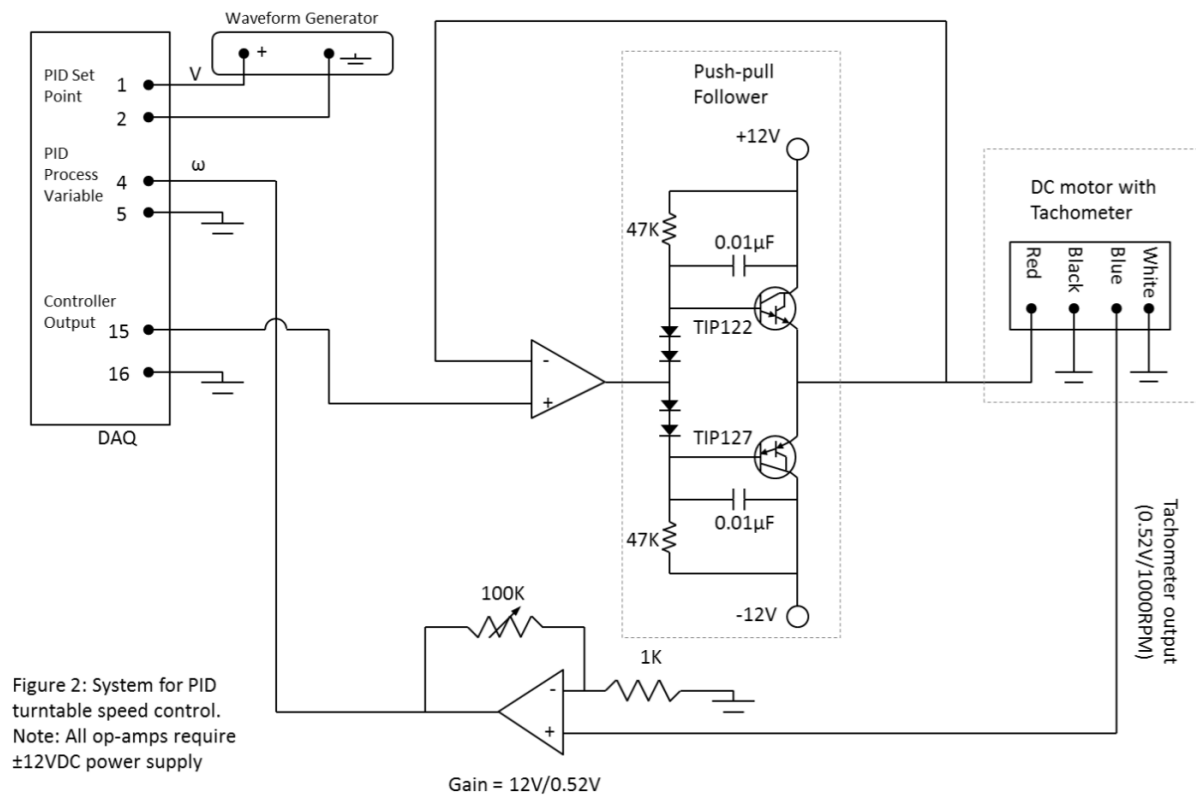 Waveform Generator
+
PID Set
Point
1
V
2
PID
Process
Variable
4
ω
5
Controller
Output
15
16
DAQ
-
+
Push-pull
Follower
+12V
47K
0.01μF
TIP122
TIP127
0.01μF
47K
-12V
DC motor with
Tachometer
Red
Black
Blue
White
Tachometer output
(0.52V/1000RPM)
100K
1K
-
+
Gain = 12V/0.52V
Figure 2: System for PID
turntable speed control.
Note: All op-amps require
±12VDC power supply